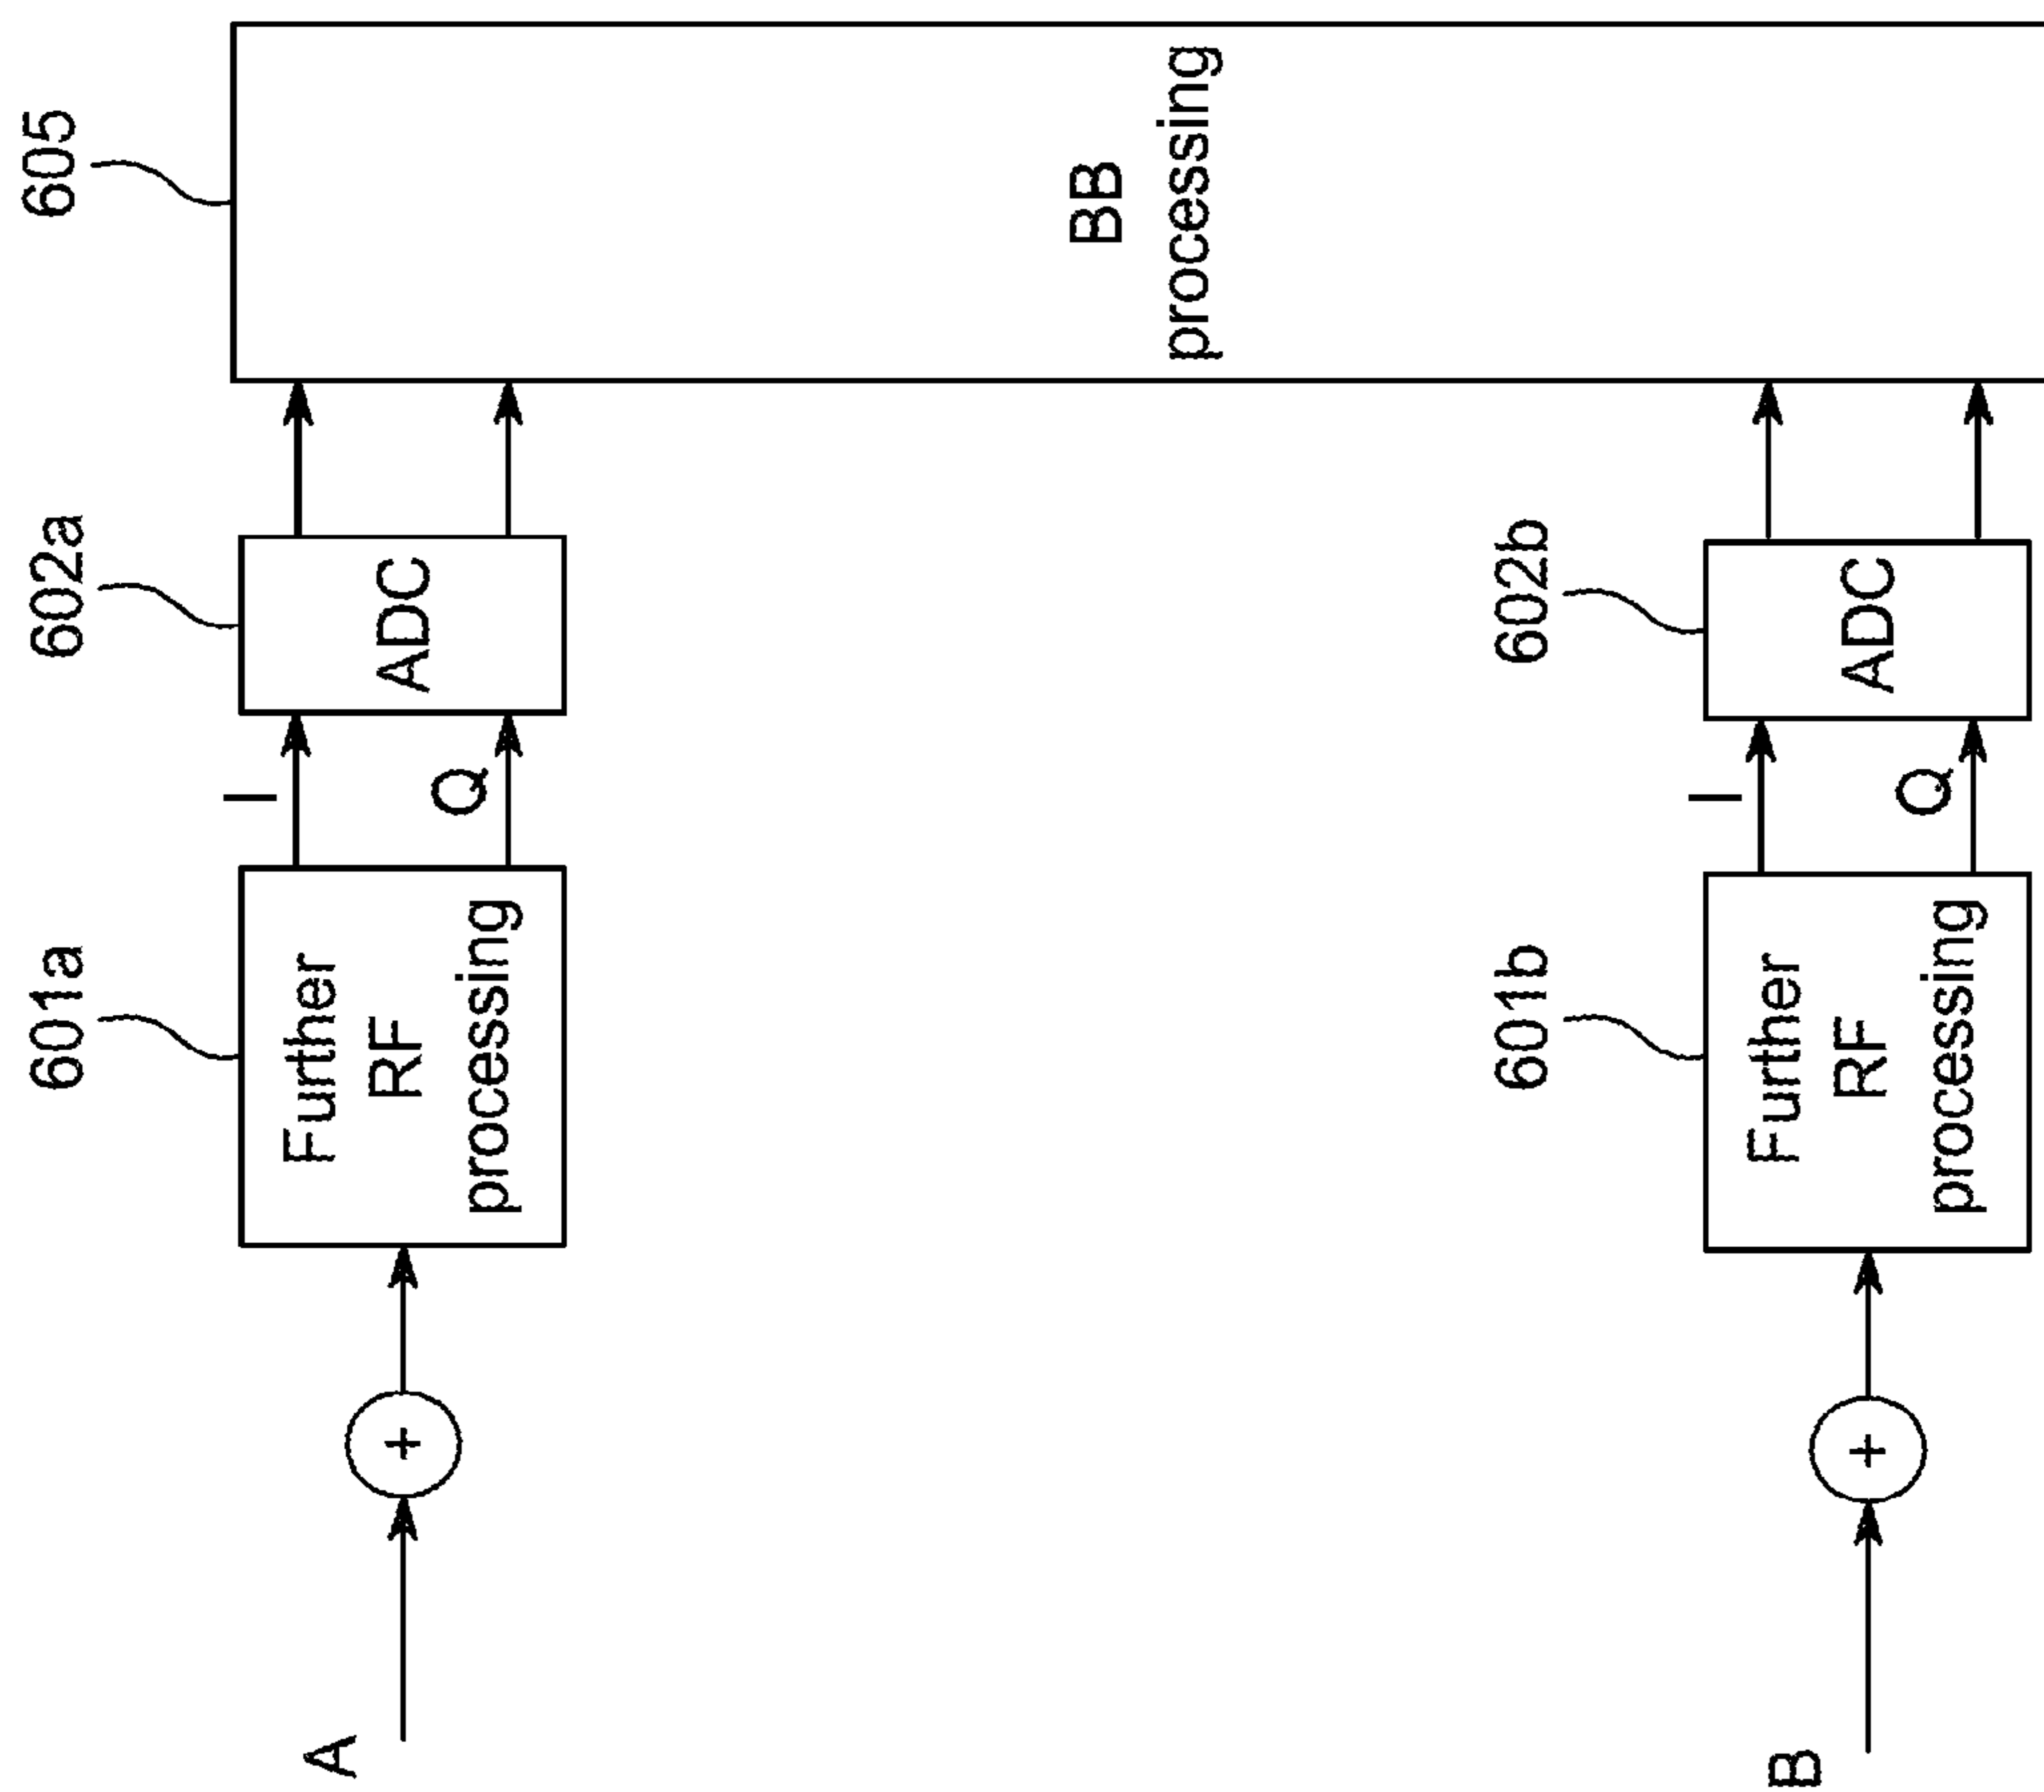 605
BB
processing
602a
ADC
602b
ADC
I
Q
I
Q
601a
Further
RF
processing
601b
Further
RF
processing
+
+
A
B